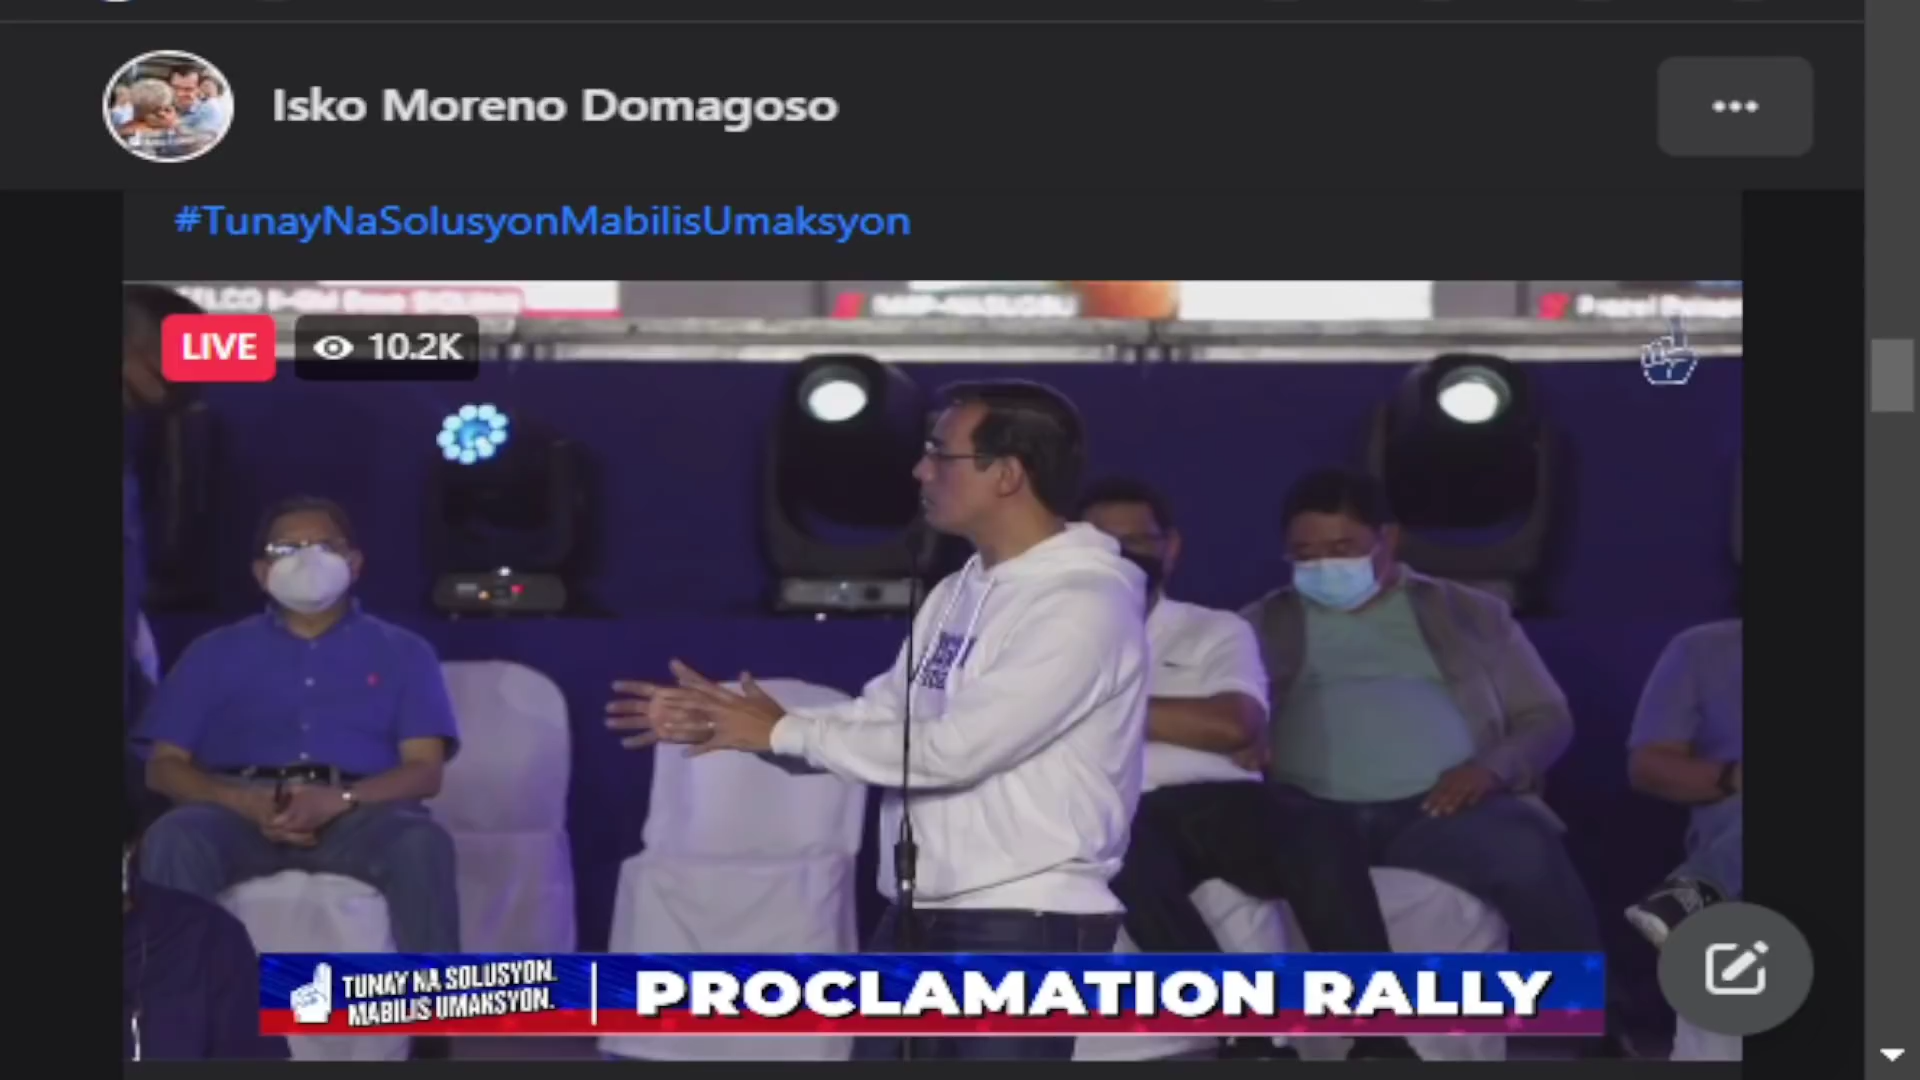 Isko Moreno Domagoso
#TunayNaSolusyonMabilisUmaksyon
LIVE
10.2K
TUNAY NA SOLUSYON.
MABILIS UMAKSYON.
PROCLAMATION RALLY